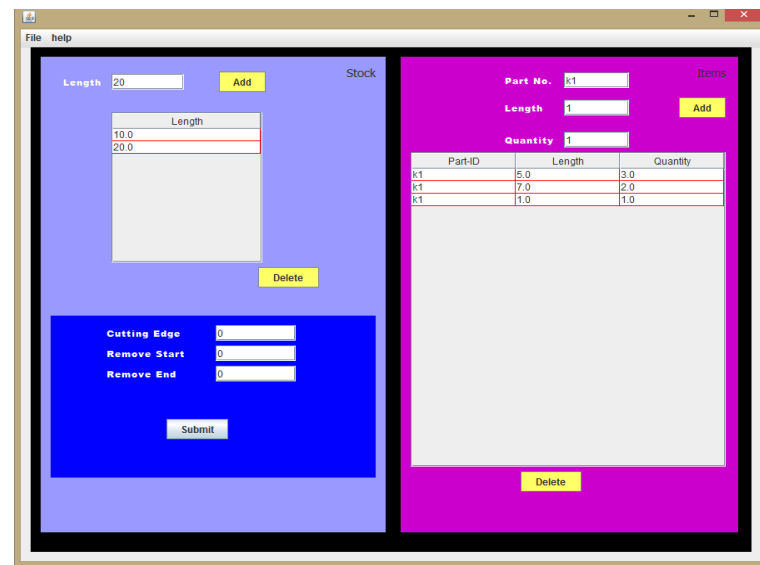 File help
Stock
Length 20 Add
Length
10.0
20.0
Delete
Cutting Edge 0
Remove Start 0
Remove End 0
Submit
Items
Part No. k1
Length 1 Add
Quantity 1
Part-ID Length Quantity
k1 5.0 3.0
k1 7.0 2.0
k1 1.0 1.0
Delete